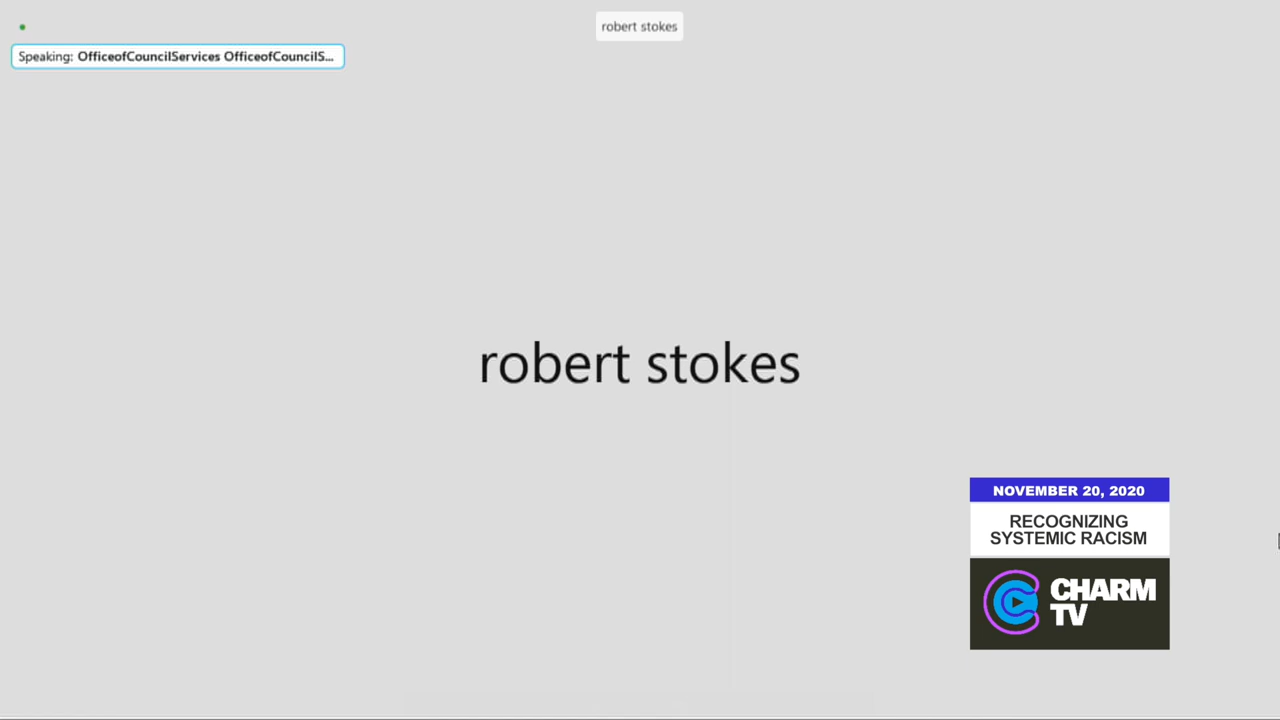 robert stokes
Speaking: OfficeofCouncilServices OfficeofCouncilS...
robert stokes
NOVEMBER 20, 2020
RECOGNIZING
SYSTEMIC RACISM
CHARM
TV